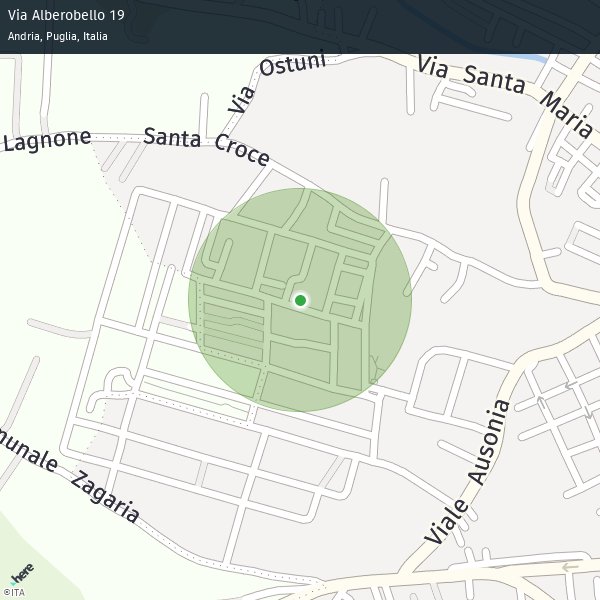 Via Alberobello 19
Andria, Puglia, Italia
Via Ostuni
Via Santa Maria
Lagnone Santa Croce
munale Zagaria
Viale Ausonia
here
©ITA